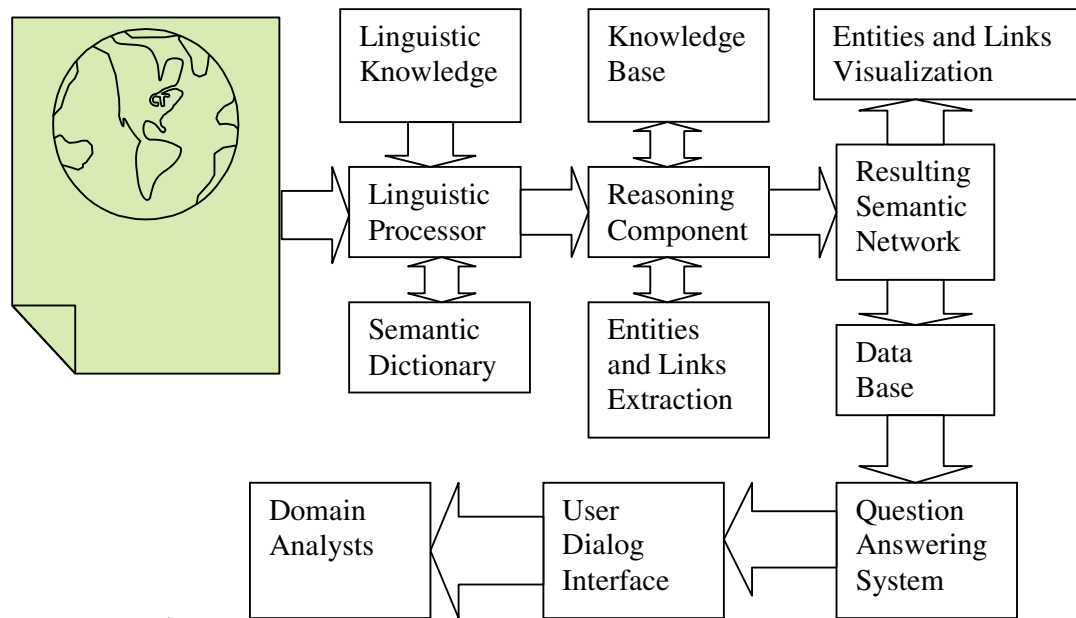 Linguistic
Knowledge
Knowledge
Base
Entities and Links
Visualization
Linguistic
Processor
Reasoning
Component
Resulting
Semantic
Network
Semantic
Dictionary
Entities
and Links
Extraction
Data
Base
Domain
Analysts
User
Dialog
Interface
Question
Answering
System